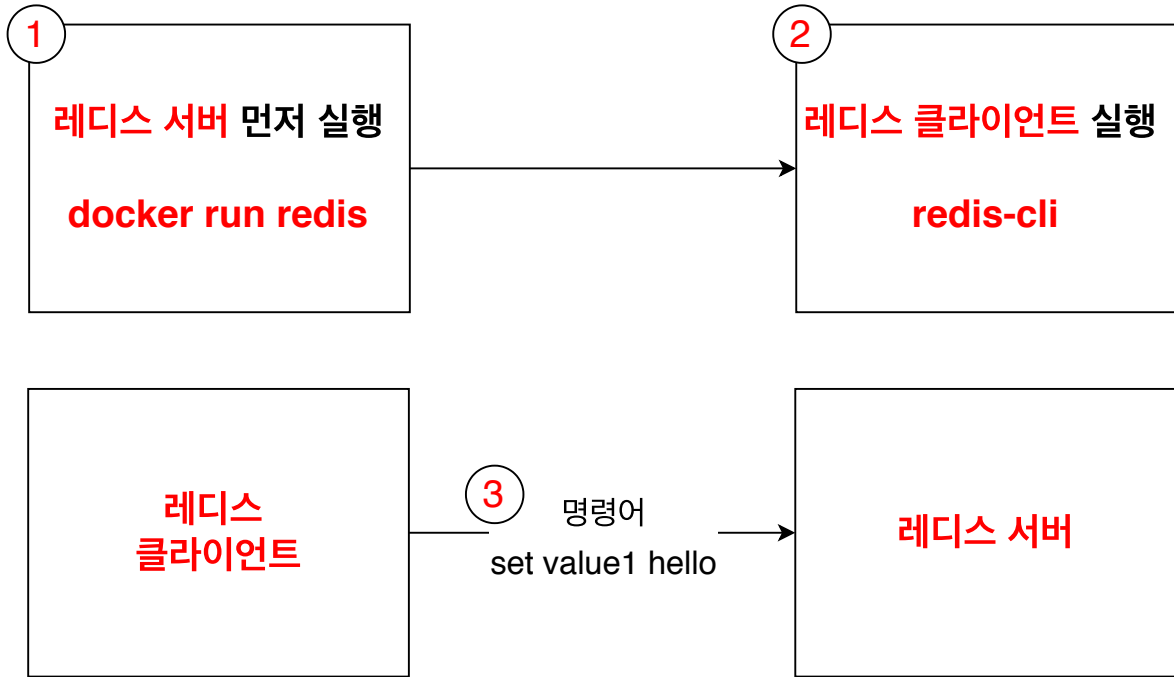 1
레디스 서버 먼저 실행
docker run redis
2
레디스 클라이언트 실행
redis-cli
레디스
클라이언트
3
명령어
set value1 hello
레디스 서버